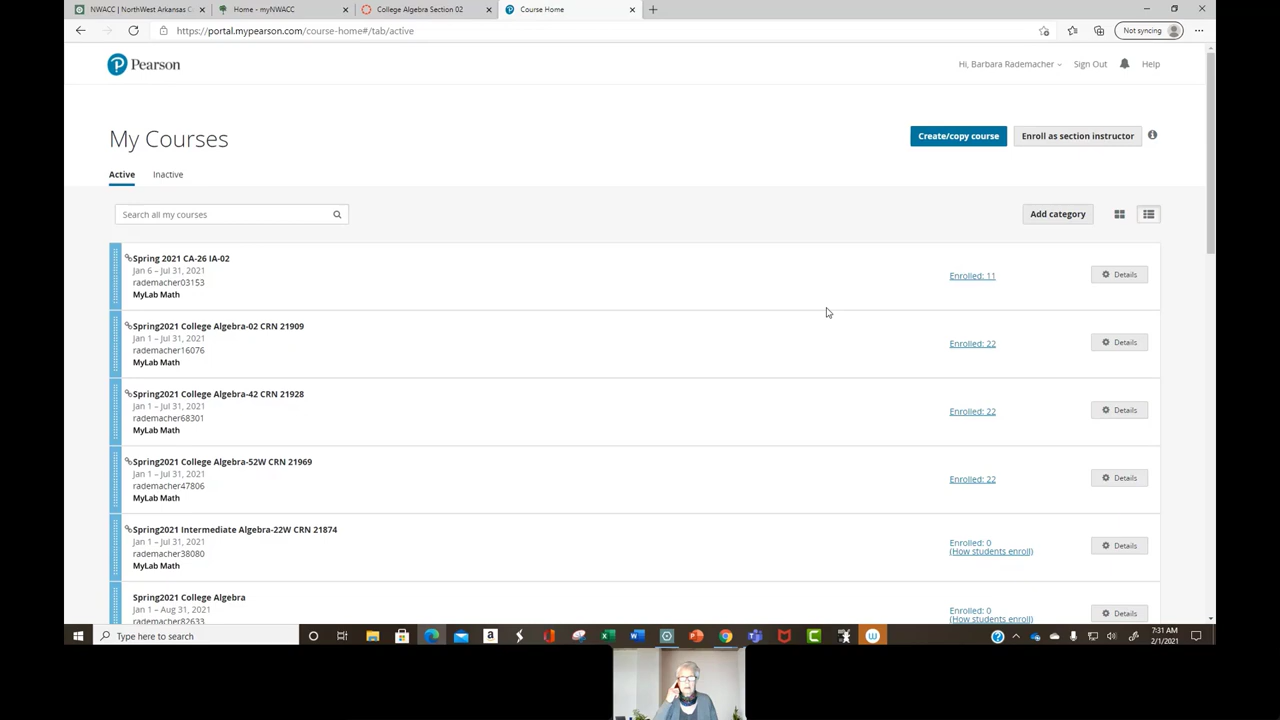 NWACC | NorthWest Arkansas C
Home - myNWACC
College Algebra Section 02
Course Home
https://portal.mypearson.com/course-home#/tab/active
Not syncing
Pearson
Hi, Barbara Rademacher
Sign Out
Help
My Courses
Create/copy course
Enroll as section instructor
Active
Inactive
Search all my courses
Add category
Spring 2021 CA-26 IA-02
Jan 6 – Jul 31, 2021
rademacher03153
MyLab Math
Enrolled: 11
Details
Spring2021 College Algebra-02 CRN 21909
Jan 1 – Jul 31, 2021
rademacher16076
MyLab Math
Enrolled: 22
Details
Spring2021 College Algebra-42 CRN 21928
Jan 1 – Jul 31, 2021
rademacher68301
MyLab Math
Enrolled: 22
Details
Spring2021 College Algebra-52W CRN 21969
Jan 1 – Jul 31, 2021
rademacher47806
MyLab Math
Enrolled: 22
Details
Spring2021 Intermediate Algebra-22W CRN 21874
Jan 1 – Jul 31, 2021
rademacher38080
MyLab Math
Enrolled: 0
(How students enroll)
Details
Spring2021 College Algebra
Jan 1 – Aug 31, 2021
rademacher82633
Enrolled: 0
(How students enroll)
Details
Type here to search
7:31 AM
2/1/2021